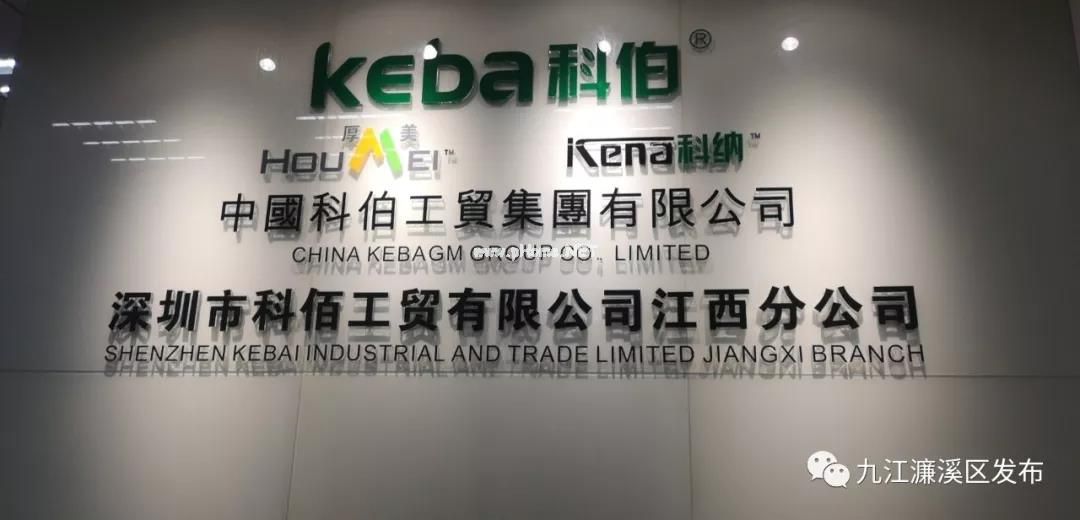 keba科伯®
厚 美
HOUMEI™ Kena科纳™
中國科伯工貿集團有限公司
CHINA KEBAGM GROUP CO., LIMITED
深圳市科佰工贸有限公司江西分公司
SHENZHEN KEBAI INDUSTRIAL AND TRADE LIMITED JIANGXI BRANCH
九江濂溪区发布